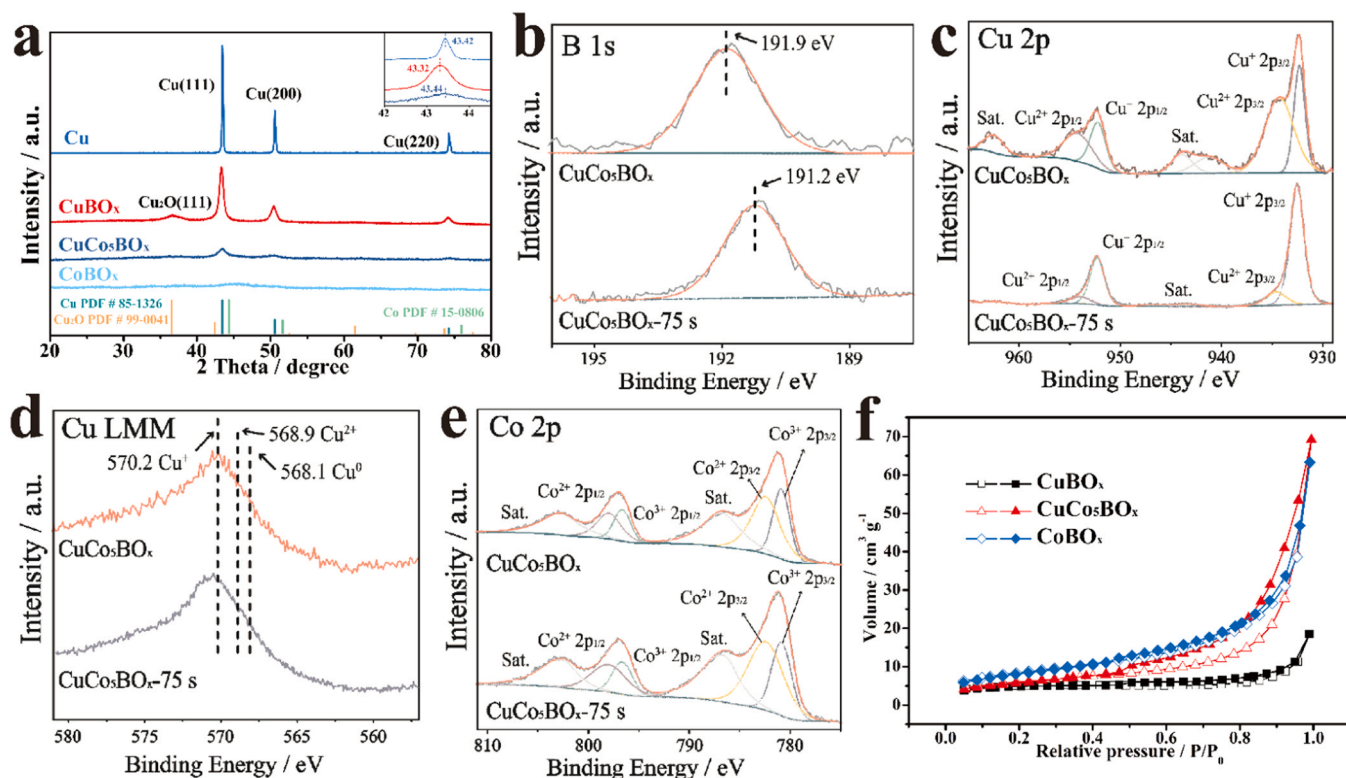 a
Intensity / a.u.
Cu(111)
Cu(200)
Cu(220)
43.42
43.32
43.44
42 43 44
Cu
CuBOₓ
Cu₂O(111)
CuCo₅BOₓ
CoBOₓ
Cu PDF # 85-1326
Cu₂O PDF # 99-0041
Co PDF # 15-0806
20 30 40 50 60 70 80
2 Theta / degree
b
B 1s
Intensity / a.u.
191.9 eV
CuCo₅BOₓ
191.2 eV
CuCo₅BOₓ-75 s
195 192 189
Binding Energy / eV
c
Cu 2p
Intensity / a.u.
Cu⁺ 2p₃/₂
Cu²⁺ 2p₃/₂
Cu²⁺ 2p₁/₂
Cu⁻ 2p₁/₂
Sat.
Sat.
CuCo₅BOₓ
Cu⁺ 2p₃/₂
Cu⁻ 2p₁/₂
Cu²⁻ 2p₁/₂
Cu²⁻ 2p₃/₂
Sat.
CuCo₅BOₓ-75 s
960 950 940 930
Binding Energy / eV
d
Cu LMM
Intensity / a.u.
568.9 Cu²⁺
570.2 Cu⁺
568.1 Cu⁰
CuCo₅BOₓ
CuCo₅BOₓ-75 s
580 570 565 560
Binding Energy / eV
e
Co 2p
Intensity / a.u.
Co³⁺ 2p₃/₂
Co²⁺ 2p₃/₂
Co²⁺ 2p₁/₂
Sat.
Sat.
Co³⁺ 2p₁/₂
CuCo₅BOₓ
Co³⁺ 2p₃/₂
Co²⁺ 2p₃/₂
Co²⁺ 2p₁/₂
Sat.
Sat.
Co³⁺ 2p₁/₂
CuCo₅BOₓ-75 s
810 800 790 780
Binding Energy / eV
f
Volume / cm³ g⁻¹
70
60
50
40
30
20
10
0
CuBOₓ
CuCo₅BOₓ
CoBOₓ
0.0 0.2 0.4 0.6 0.8 1.0
Relative pressure / P/P₀